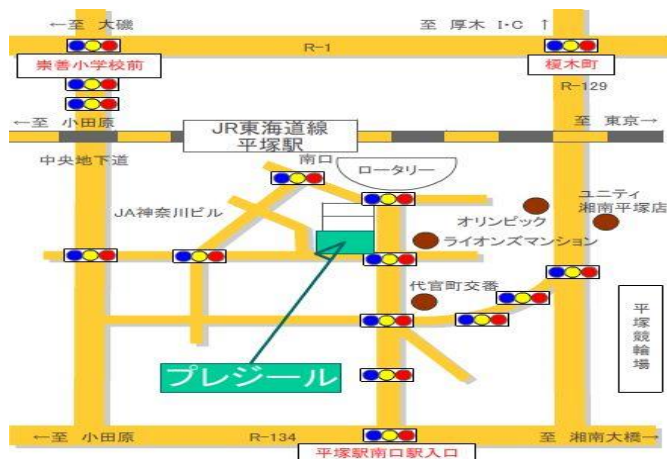 ←至 大磯
至 厚木 I・C ↑
R-1
崇善小学校前
榎木町
R-129
←至 小田原
JR東海道線
平塚駅
至 東京→
中央地下道
南口
ロータリー
ユニティ
湘南平塚店
JA神奈川ビル
オリンピック
ライオンズマンション
代官町交番
平塚競輪場
プレジール
←至 小田原
R-134
至 湘南大橋→
平塚駅南口駅入口